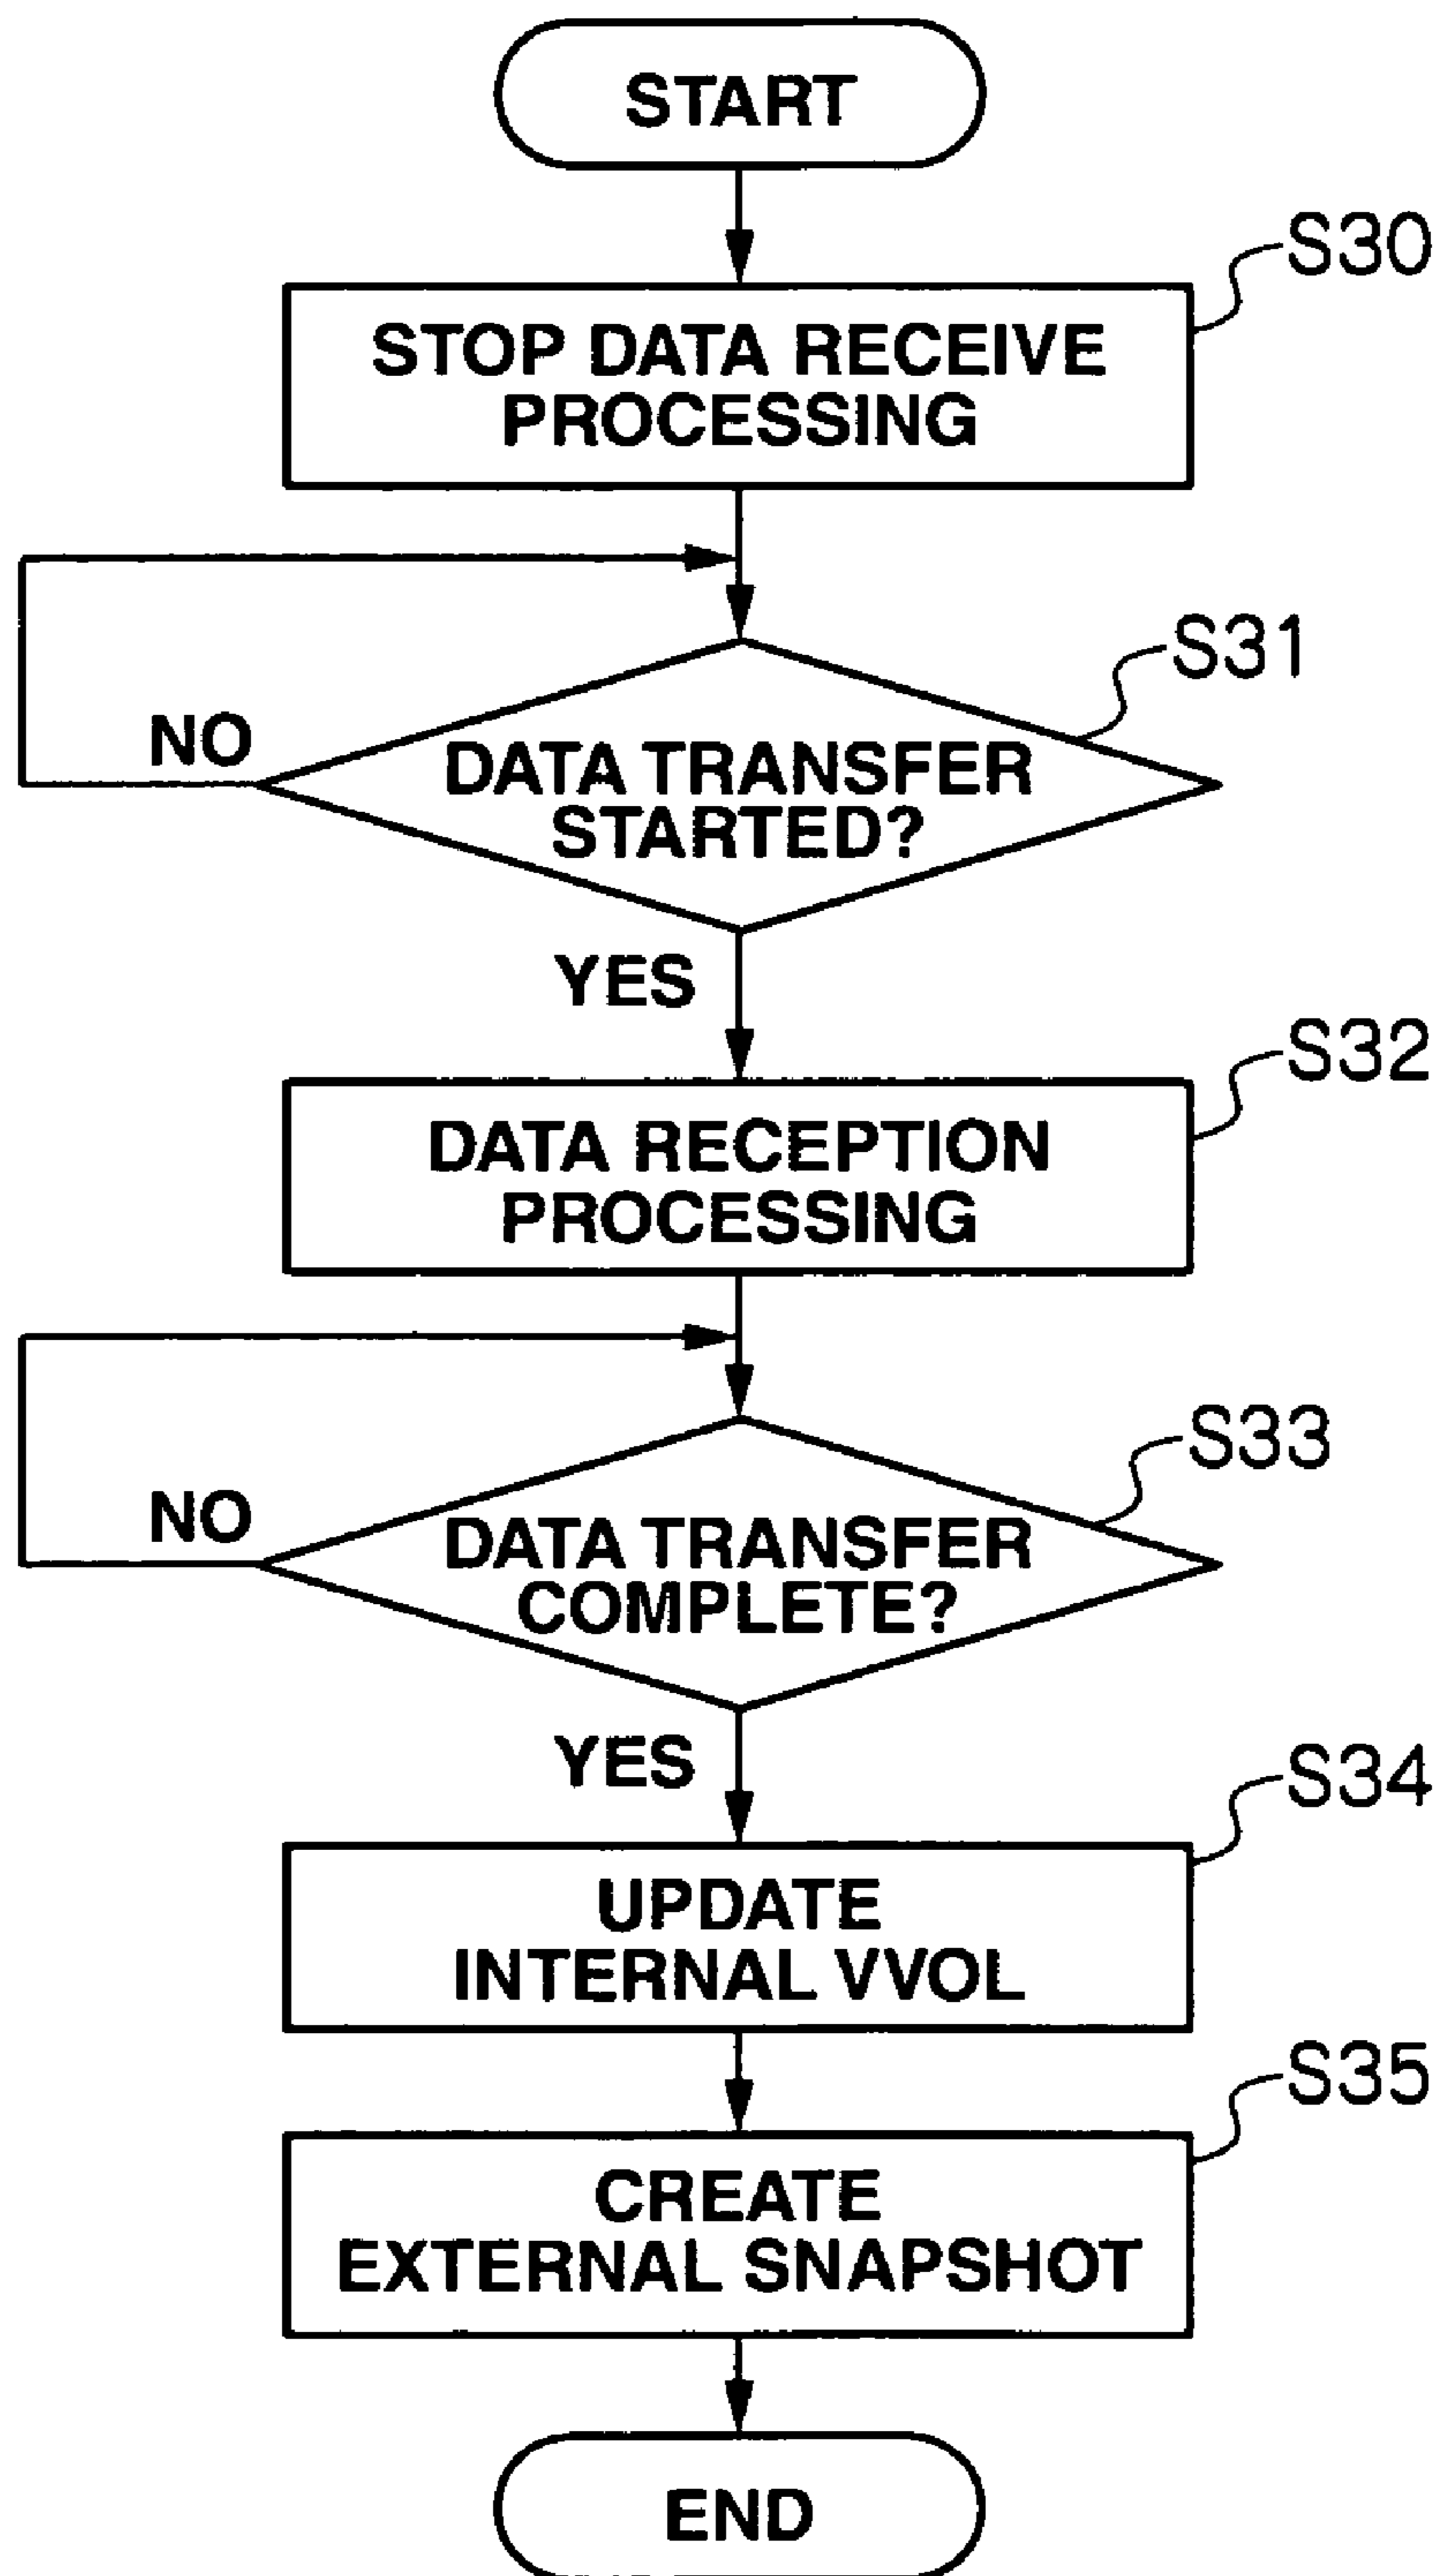 START
S30
STOP DATA RECEIVE
PROCESSING
S31
NO
DATA TRANSFER
STARTED?
YES
S32
DATA RECEPTION
PROCESSING
S33
NO
DATA TRANSFER
COMPLETE?
YES
S34
UPDATE
INTERNAL VVOL
S35
CREATE
EXTERNAL SNAPSHOT
END